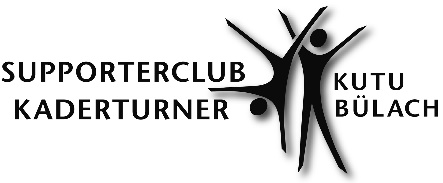 SUPPORTERCLUB
KADERTURNER
KUTU
BÜLACH